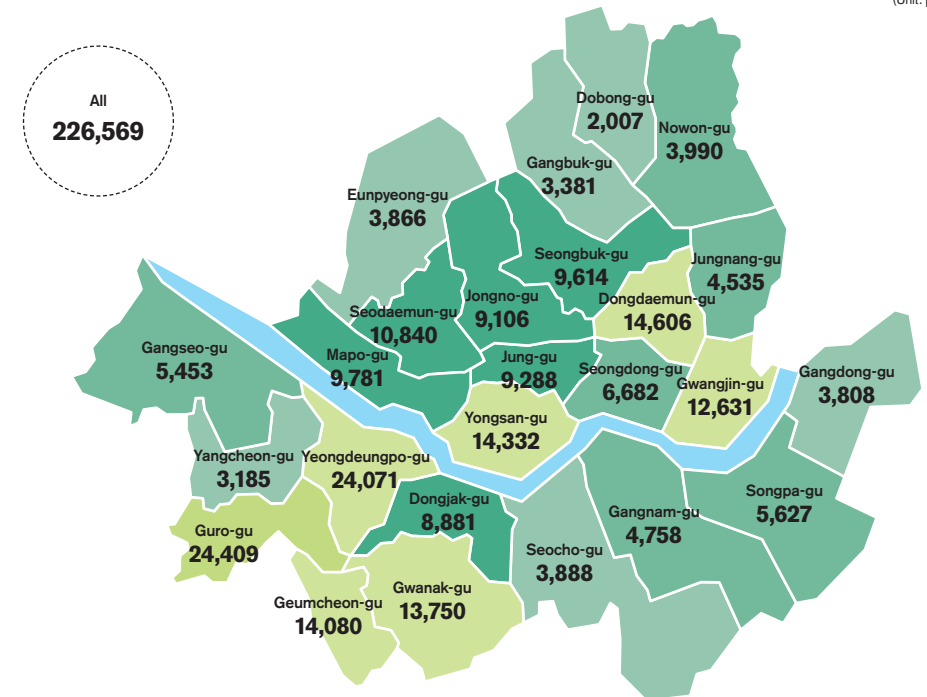 (Unit: p
All
226,569
Dobong-gu
2,007
Nowon-gu
3,990
Gangbuk-gu
3,381
Eunpyeong-gu
3,866
Seongbuk-gu
9,614
Jungnang-gu
4,535
Jongno-gu
9,106
Dongdaemun-gu
14,606
Seodaemun-gu
10,840
Gangseo-gu
5,453
Mapo-gu
9,781
Jung-gu
9,288
Seongdong-gu
6,682
Gwangjin-gu
12,631
Gangdong-gu
3,808
Yongsan-gu
14,332
Yangcheon-gu
3,185
Yeongdeungpo-gu
24,071
Dongjak-gu
8,881
Songpa-gu
5,627
Gangnam-gu
4,758
Guro-gu
24,409
Seocho-gu
3,888
Gwanak-gu
13,750
Geumcheon-gu
14,080